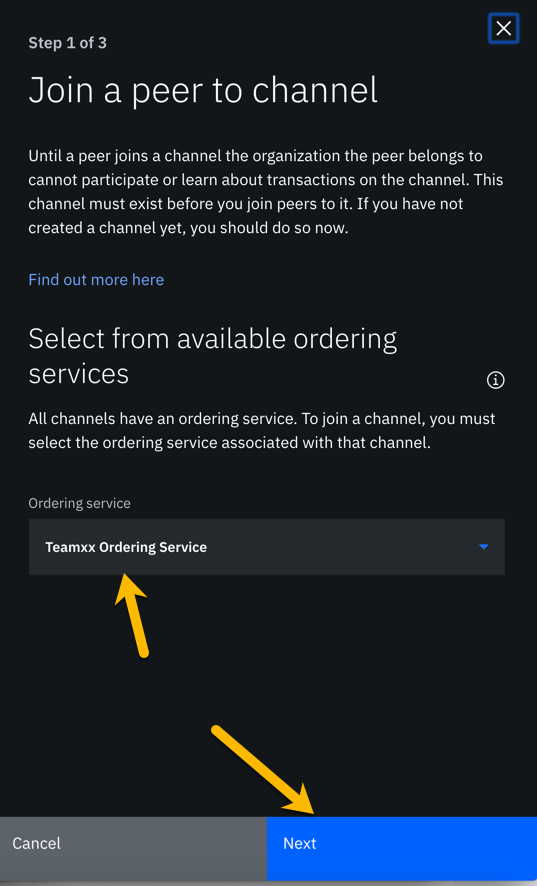 Step 1 of 3
Join a peer to channel
Until a peer joins a channel the organization the peer belongs to
cannot participate or learn about transactions on the channel. This
channel must exist before you join peers to it. If you have not
created a channel yet, you should do so now.
Find out more here
Select from available ordering
services
All channels have an ordering service. To join a channel, you must
select the ordering service associated with that channel.
Ordering service
Teamxx Ordering Service
Cancel
Next